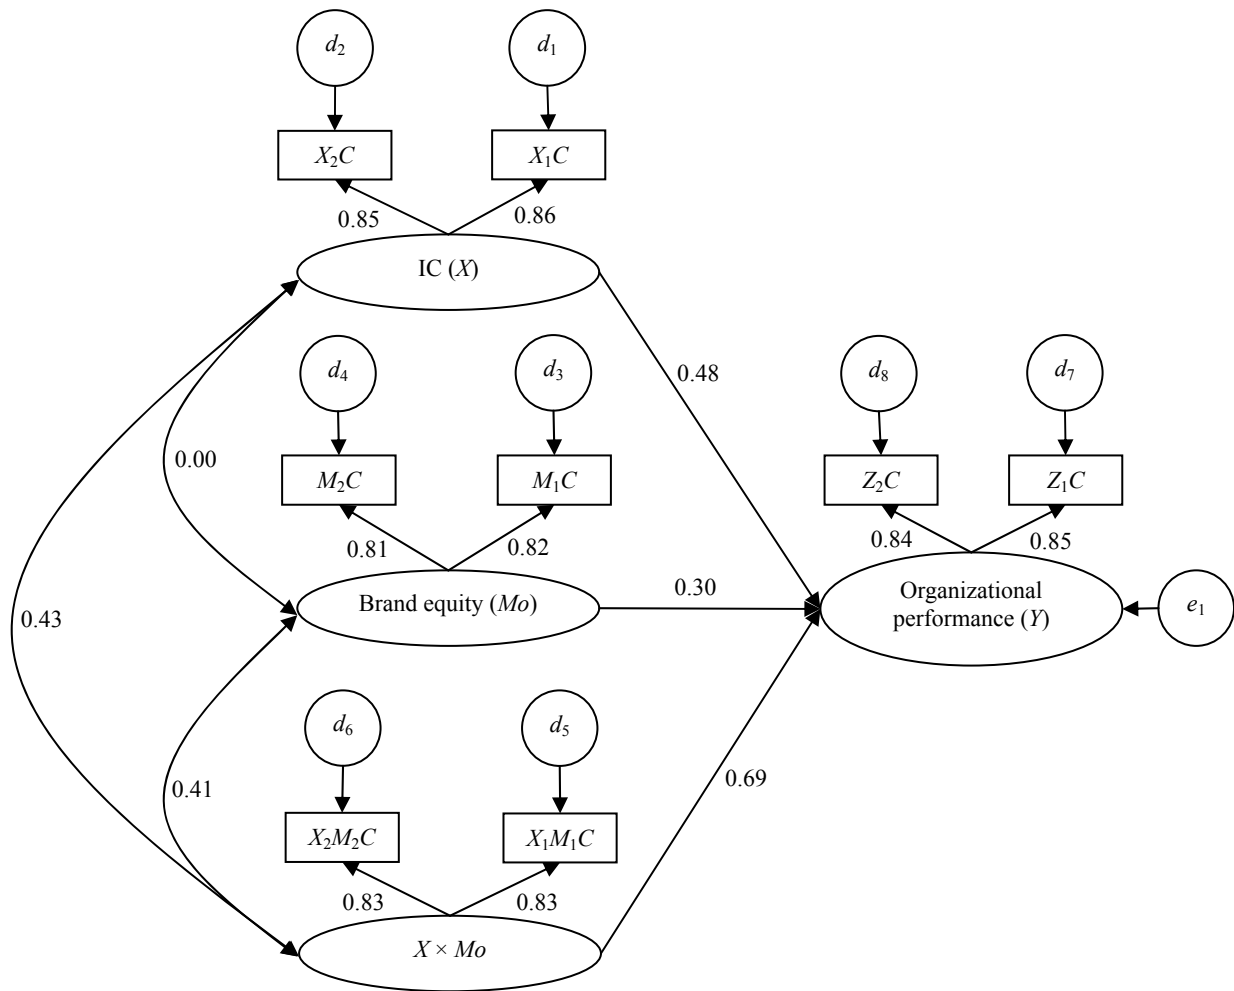 d₂ d₁
X₂C X₁C
0.85 0.86
IC (X)
d₄ d₃ 0.48 d₈ d₇
0.00 M₂C M₁C Z₂C Z₁C
0.81 0.82 0.84 0.85
Brand equity (Mo) 0.30 Organizational
performance (Y) e₁
0.43
d₆ d₅
0.41 0.69
X₂M₂C X₁M₁C
0.83 0.83
X × Mo